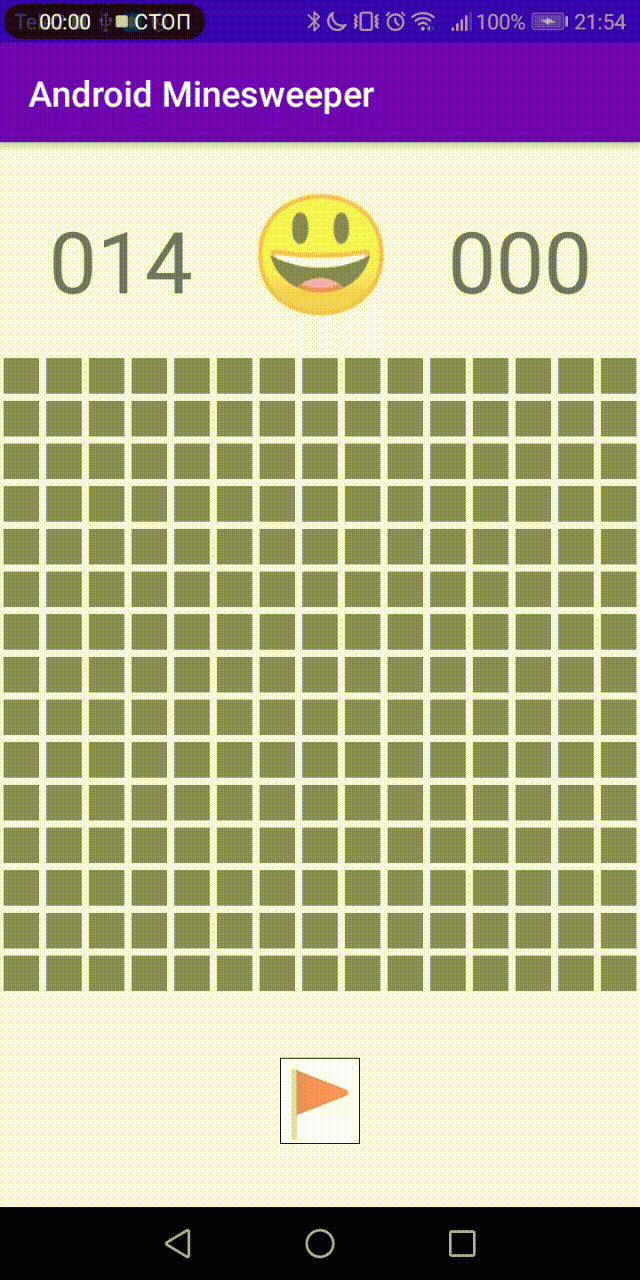 00:00 СТОП 100% 21:54
Android Minesweeper
014 000